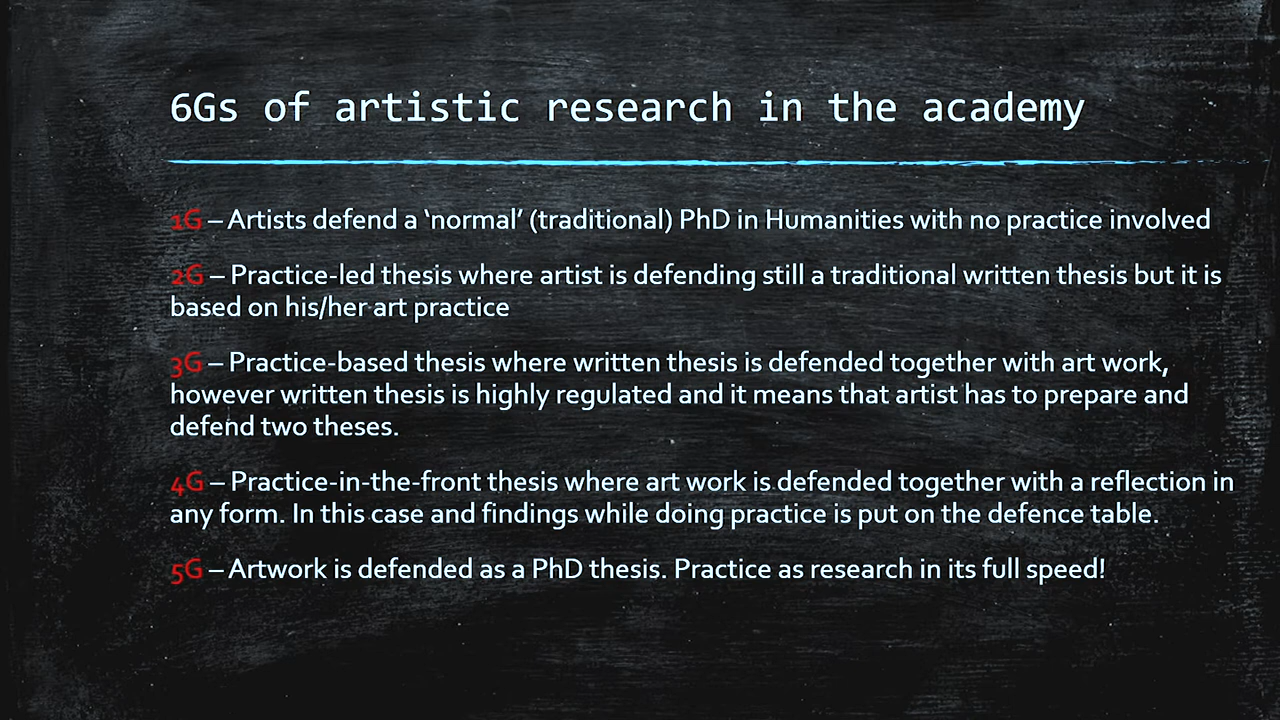 6Gs of artistic research in the academy
1G – Artists defend a ‘normal’ (traditional) PhD in Humanities with no practice involved
2G – Practice-led thesis where artist is defending still a traditional written thesis but it is
based on his/her art practice
3G – Practice-based thesis where written thesis is defended together with art work,
however written thesis is highly regulated and it means that artist has to prepare and
defend two theses.
4G – Practice-in-the-front thesis where art work is defended together with a reflection in
any form. In this case and findings while doing practice is put on the defence table.
5G – Artwork is defended as a PhD thesis. Practice as research in its full speed!